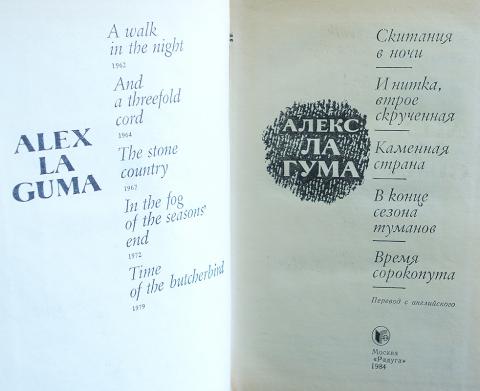 ALEX
LA
GUMA
A walk
in the night
1962
And
a threefold
cord
1964
The stone
country
1967
In the fog
of the seasons'
end
1972
Time
of the butcherbird
1979
АЛЕКС
ЛА
ГУМА
Скитания
в ночи
И нитка,
втрое
скрученная
Каменная
страна
В конце
сезона
туманов
Время
сорокопута
Перевод с английского
Москва
«Радуга»
1984